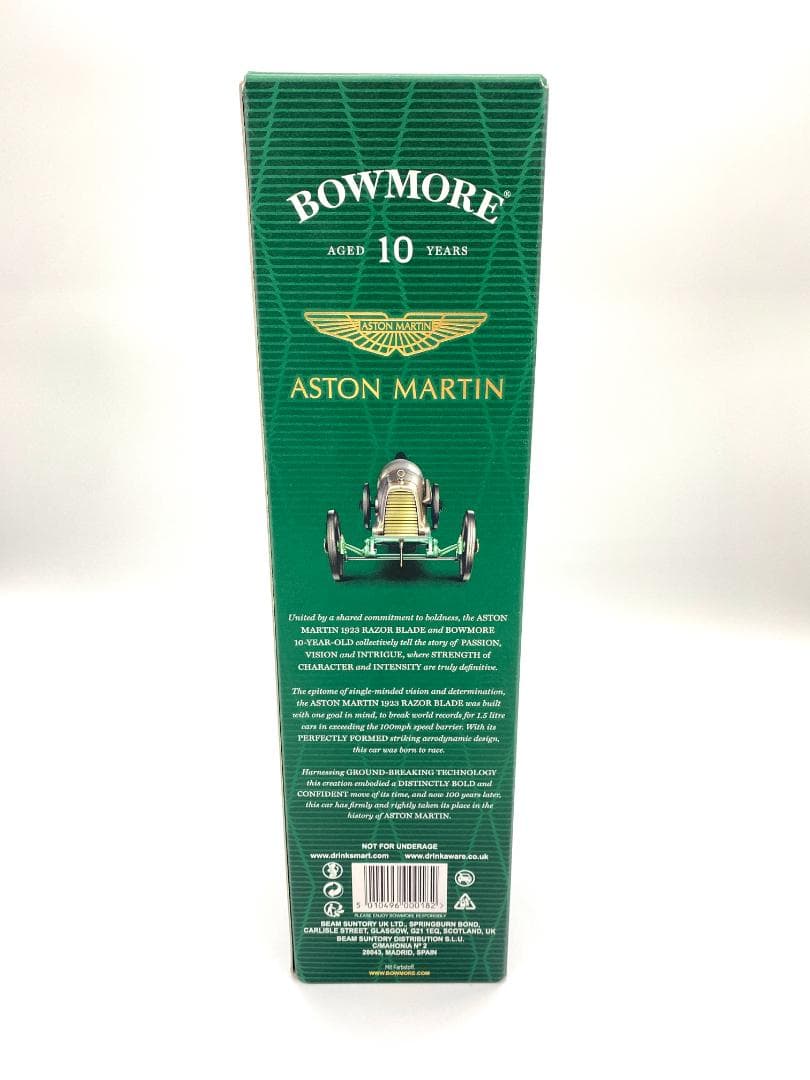 BOWMORE®
AGED 10 YEARS
ASTON MARTIN
ASTON MARTIN
United by a shared commitment to boldness, the ASTON
MARTIN 1923 RAZOR BLADE and BOWMORE
10-YEAR-OLD collectively tell the story of PASSION,
VISION and INTRIGUE, where STRENGTH of
CHARACTER and INTENSITY are truly definitive.
The epitome of single-minded vision and determination,
the ASTON MARTIN 1923 RAZOR BLADE was built
with one goal in mind, to break world records for 1.5 litre
cars in exceeding the 100mph speed barrier. With its
PERFECTLY FORMED striking aerodynamic design,
this car was born to race.
Harnessing GROUND-BREAKING TECHNOLOGY
this creation embodied a DISTINCTLY BOLD and
CONFIDENT move of its time, and now 100 years later,
this car has firmly and rightly taken its place in the
history of ASTON MARTIN.
NOT FOR UNDERAGE
www.drinksmart.com www.drinkaware.co.uk
5 010496 000182 >
PLEASE ENJOY BOWMORE RESPONSIBLY
BEAM SUNTORY UK LTD., SPRINGBURN BOND,
CARLISLE STREET, GLASGOW, G21 1EQ, SCOTLAND, UK
BEAM SUNTORY DISTRIBUTION S.L.U.
C/MAHONIA Nº 2
28043, MADRID, SPAIN
Mit Farbstoff.
WWW.BOWMORE.COM